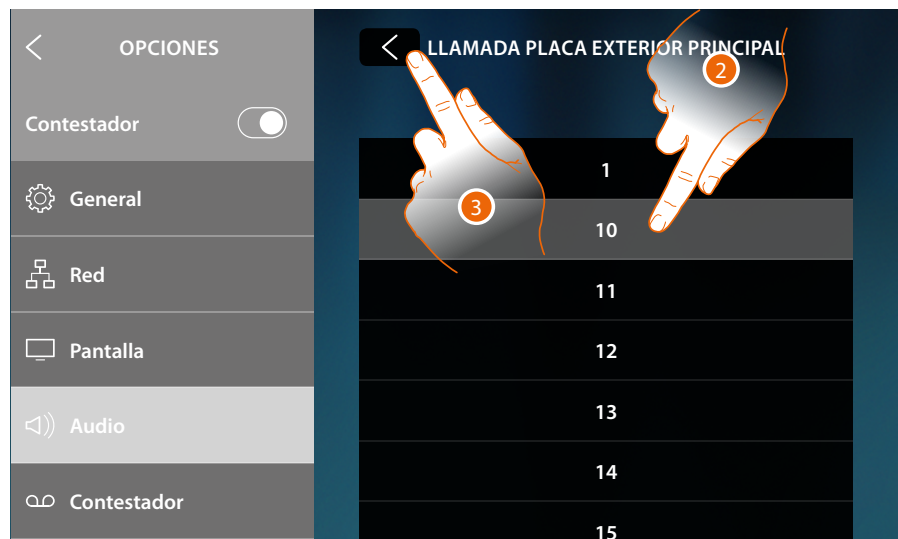 OPCIONES
Contestador
General
Red
Pantalla
Audio
Contestador
LLAMADA PLACA EXTERIOR PRINCIPAL
2
3
1
10
11
12
13
14
15